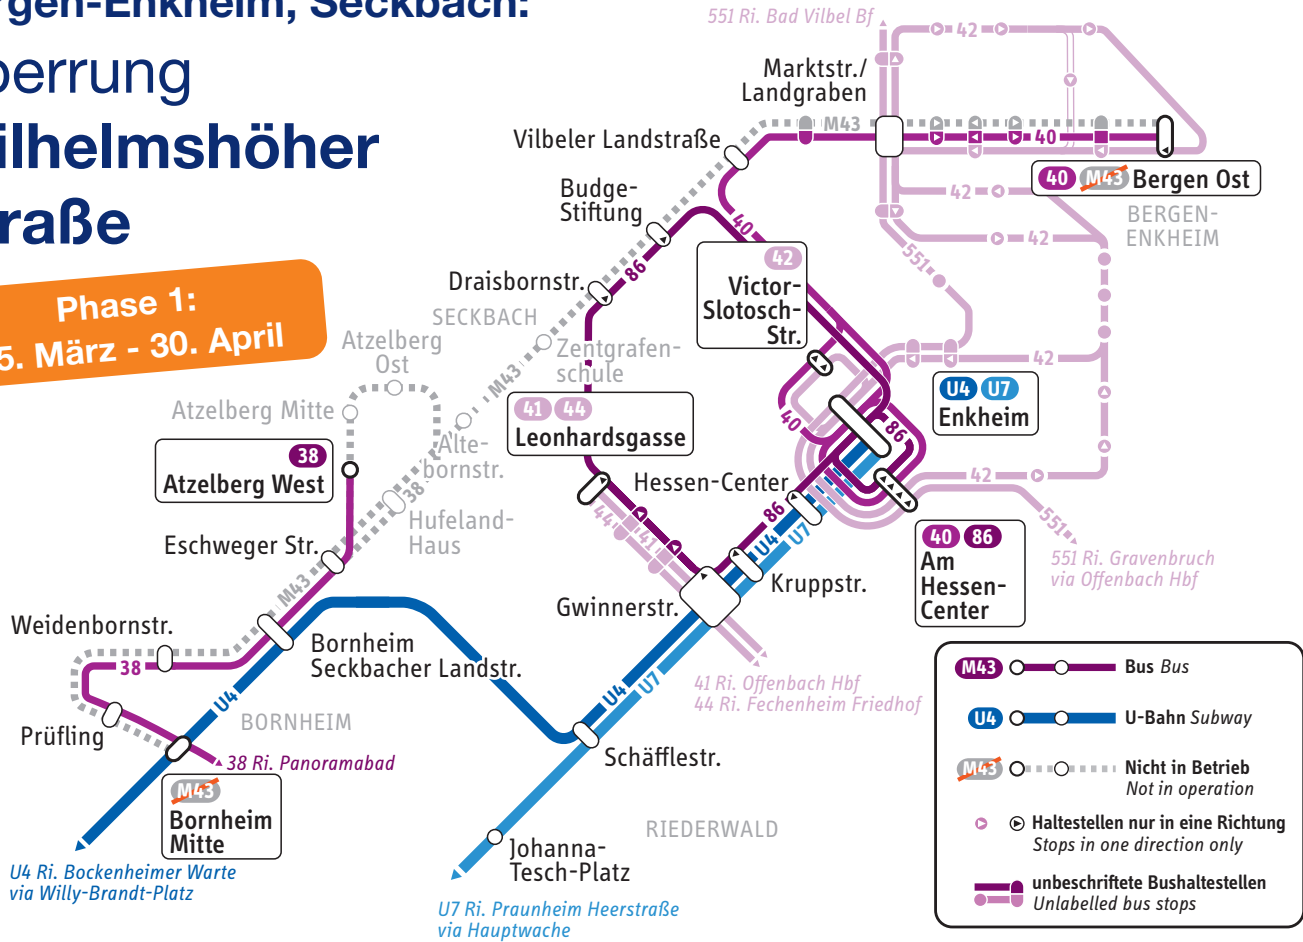 rgen-Enkheim, Seckbach:
perrung
ilhelmshöher
raße
Phase 1:
5. März - 30. April
551 Ri. Bad Vilbel Bf
42
Marktstr./
Landgraben
M43
40
Vilbeler Landstraße
40 M43 Bergen Ost
BERGEN-
ENKHEIM
42
42
551
Budge-
Stiftung
40
86
42
Victor-
Slotosch-
Str.
Draisbornstr.
SECKBACH
Zentgrafen-
schule
M43
Atzelberg
Ost
Atzelberg Mitte
Alte-
bornstr.
38
Atzelberg West
41 44
Leonhardsgasse
42
U4 U7
Enkheim
40
86
42
551
Hessen-Center
86
U4
U7
44
41
38
Hufeland-
Haus
Eschweger Str.
M43
40 86
Am
Hessen-
Center
551 Ri. Gravenbruch
via Offenbach Hbf
Kruppstr.
Gwinnerstr.
Weidenbornstr.
38
Bornheim
Seckbacher Landstr.
U4
U4
U7
41 Ri. Offenbach Hbf
44 Ri. Fechenheim Friedhof
BORNHEIM
Prüfling
38 Ri. Panoramabad
M43
Bornheim
Mitte
Schäfflestr.
RIEDERWALD
Johanna-
Tesch-Platz
U4 Ri. Bockenheimer Warte
via Willy-Brandt-Platz
U7 Ri. Praunheim Heerstraße
via Hauptwache
M43 Bus Bus
U4 U-Bahn Subway
M43 Nicht in Betrieb
Not in operation
Haltestellen nur in eine Richtung
Stops in one direction only
unbeschriftete Bushaltestellen
Unlabelled bus stops